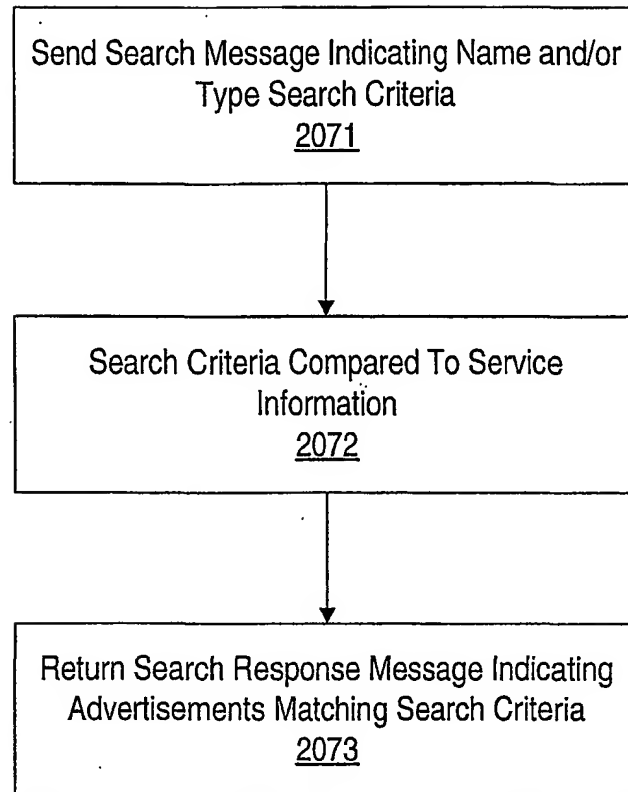 Send Search Message Indicating Name and/or
Type Search Criteria
2071
Search Criteria Compared To Service
Information
2072
Return Search Response Message Indicating
Advertisements Matching Search Criteria
2073